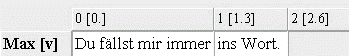 0 [0.] 1 [1.3] 2 [2.6]
Max [v] Du fällst mir immer ins Wort.